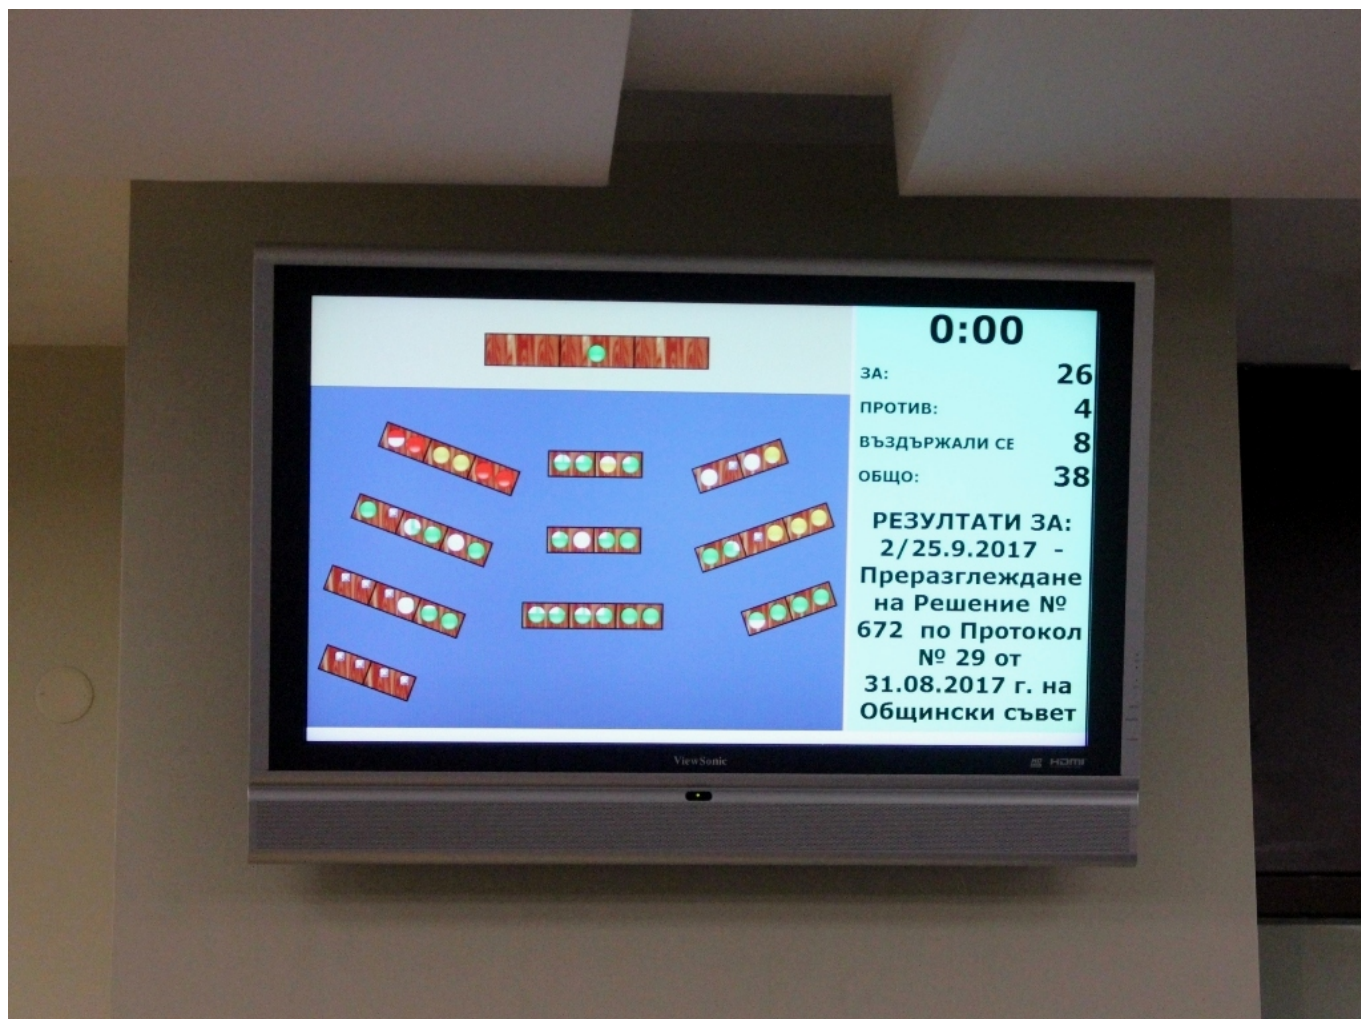 0:00
ЗА: 26
ПРОТИВ: 4
ВЪЗДЪРЖАЛИ СЕ 8
ОБЩО: 38
РЕЗУЛТАТИ ЗА:
2/25.9.2017 -
Преразглеждане
на Решение №
672 по Протокол
№ 29 от
31.08.2017 г. на
Общински съвет
ViewSonic
HDMI